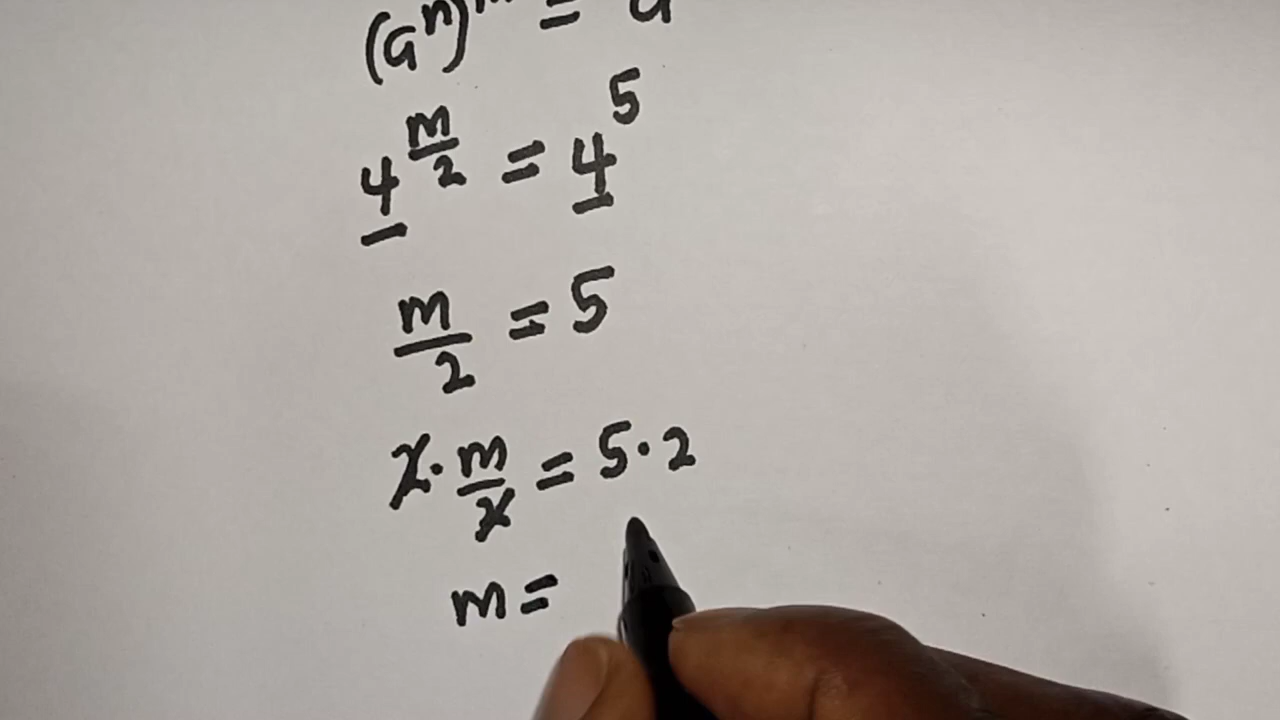 (a^n)^m = a
4^(m/2) = 4^5
m/2 = 5
2·m/2 = 5·2
m =